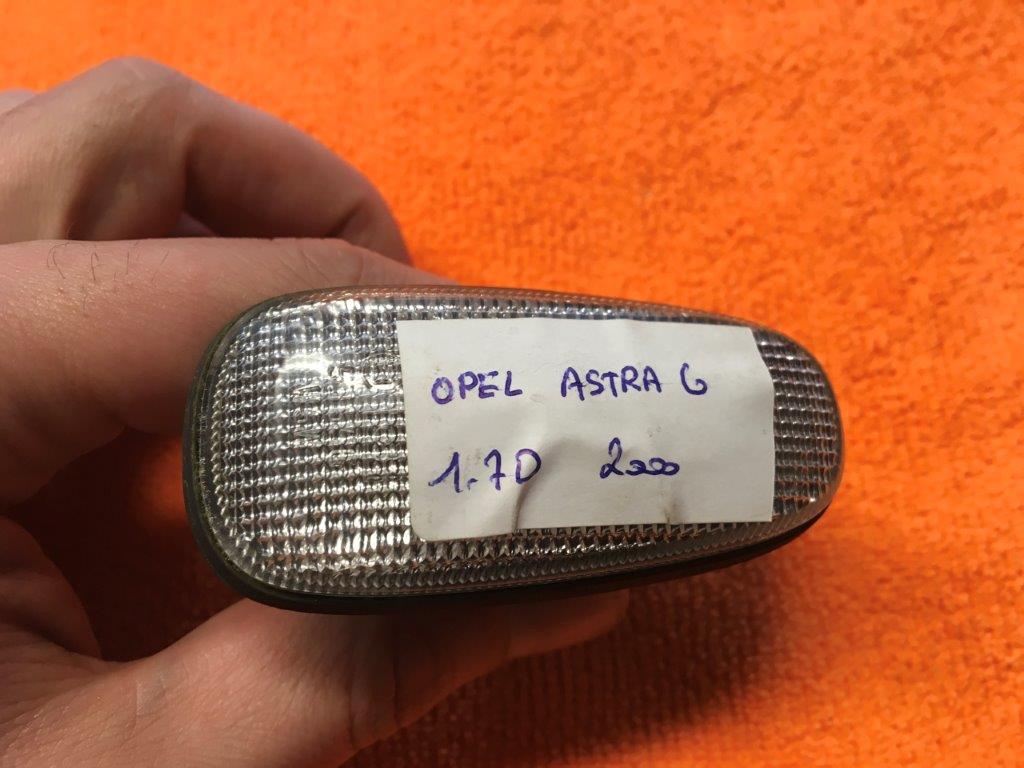 OPEL ASTRA G
1.7D 2000